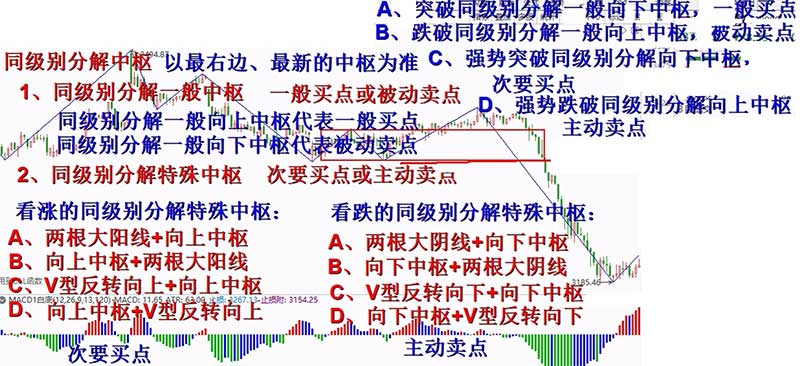 A、突破同级别分解一般向下中枢，一般买点
B、跌破同级别分解一般向上中枢，被动卖点
同级别分解中枢 以最右边、最新的中枢为准
C、强势突破同级别分解向下中枢，
次要买点
1、同级别分解一般中枢 一般买点或被动卖点
D、强势跌破同级别分解向上中枢
主动卖点
同级别分解一般向上中枢代表一般买点
同级别分解一般向下中枢代表被动卖点
2、同级别分解特殊中枢 次要买点或主动卖点
看涨的同级别分解特殊中枢：
A、两根大阳线+向上中枢
B、向上中枢+两根大阳线
C、V型反转向上+向上中枢
D、向上中枢+V型反转向上
看跌的同级别分解特殊中枢：
A、两根大阴线+向下中枢
B、向下中枢+两根大阴线
C、V型反转向下+向下中枢
D、向下中枢+V型反转向下
3185.46
MACD1白底(12,26,9,13,120) MACD: 11.65 ATR: 63.00 止损: 3267.13 止损附: 3154.25
次要买点
主动卖点